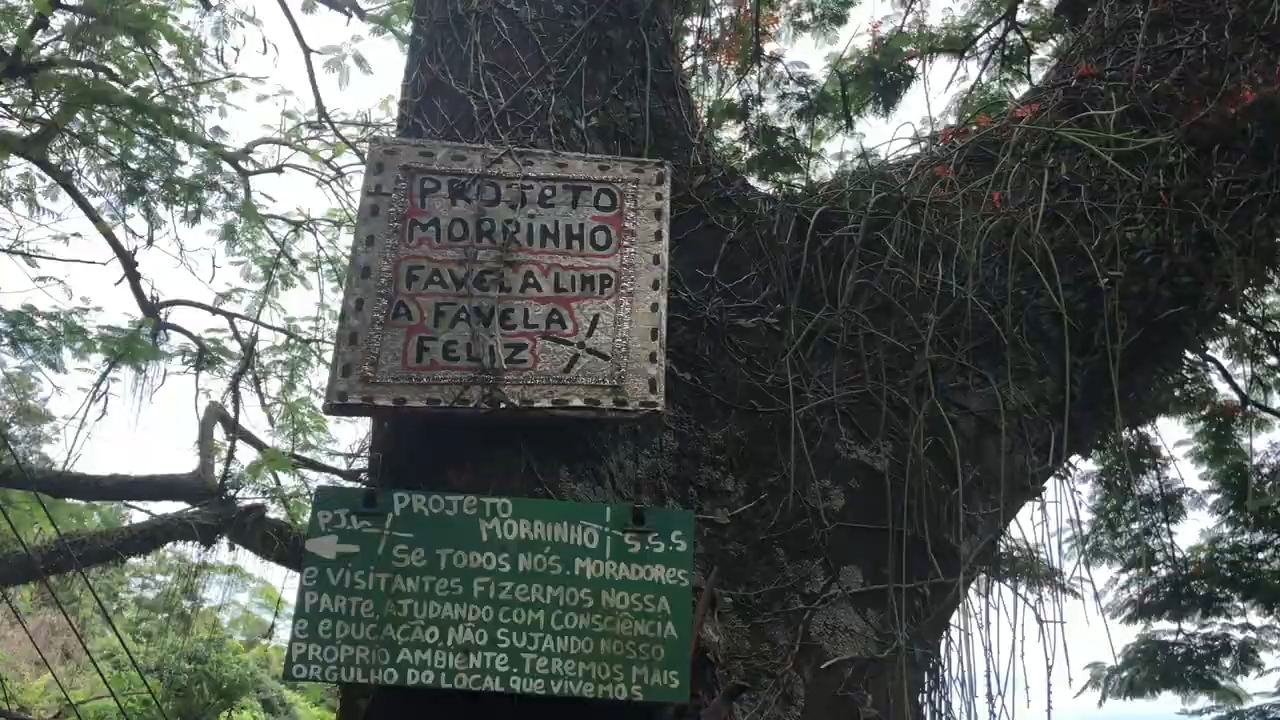 PROJETO
MORRINHO
FAVELA LIMP
A FAVELA
FELIZ
PROJETO
P.J.L MORRINHO S.S.S
SE TODOS NÓS. MORADORES
E VISITANTES FIZERMOS NOSSA
PARTE, AJUDANDO COM CONSCIÊNCIA
E EDUCAÇÃO. NÃO SUJANDO NOSSO
PRÓPRIO AMBIENTE. TEREMOS MAIS
ORGULHO DO LOCAL QUE VIVEMOS